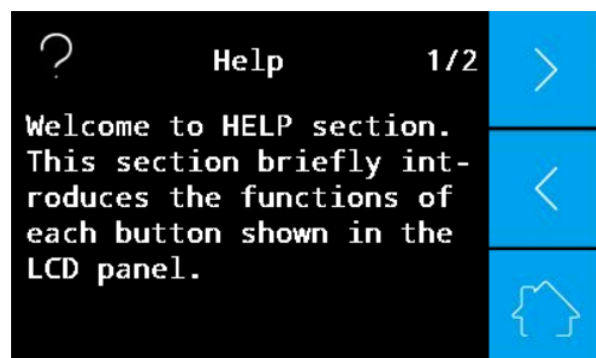 Help 1/2
Welcome to HELP section.
This section briefly int-
roduces the functions of
each button shown in the
LCD panel.